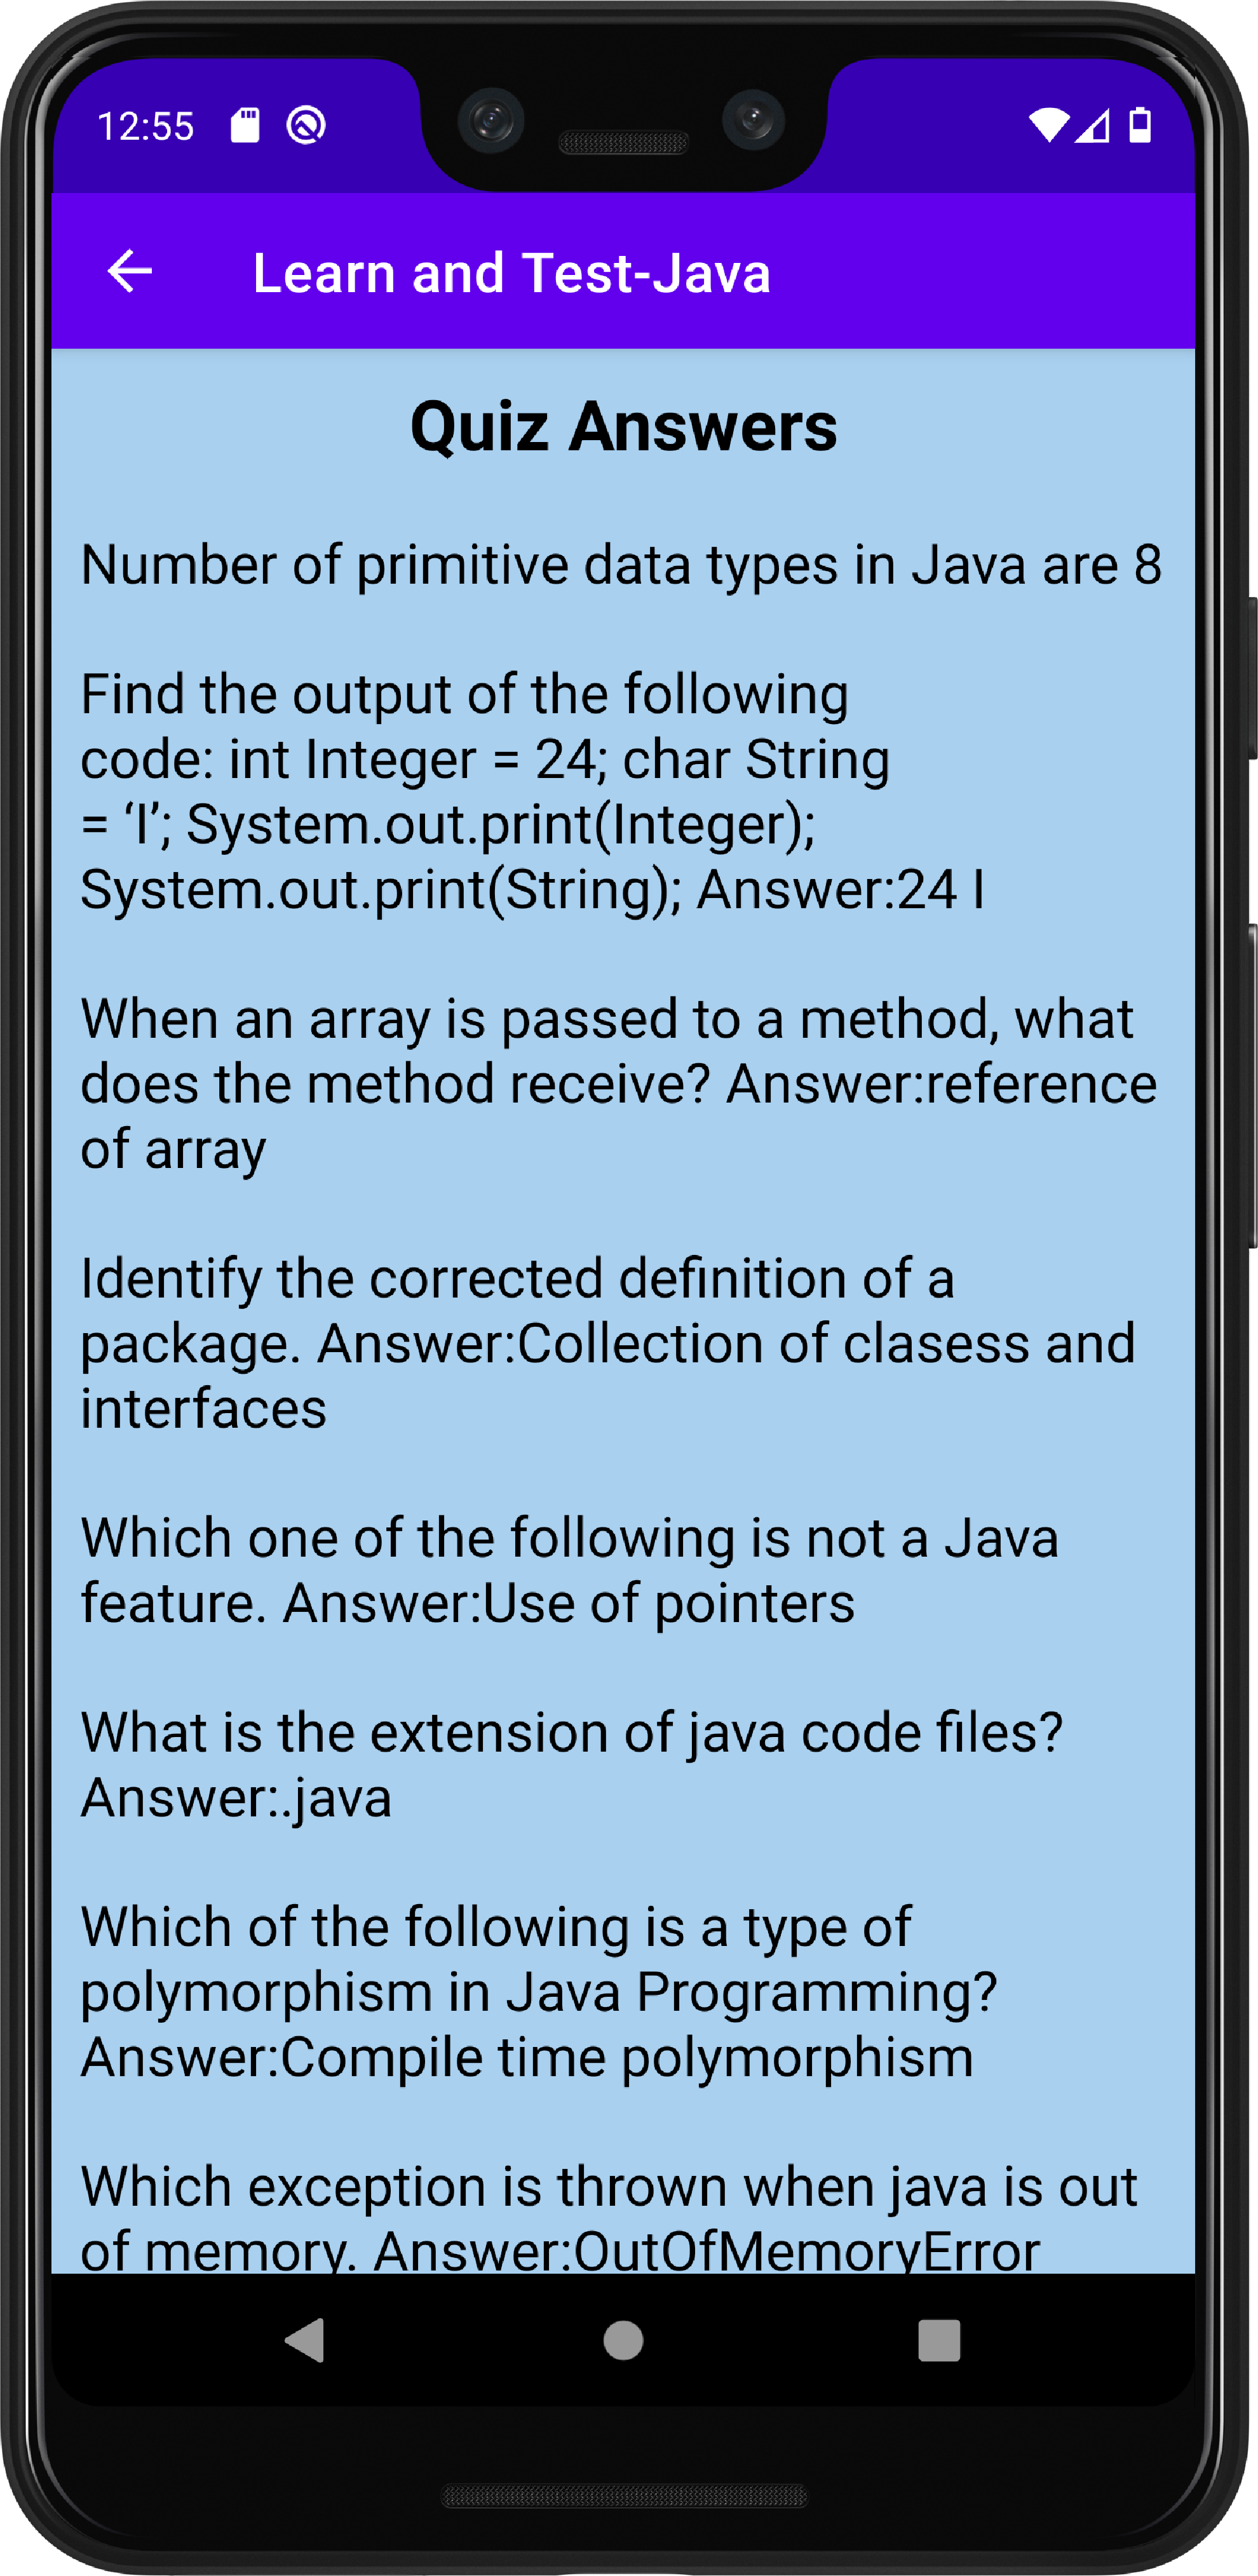 12:55
Learn and Test-Java
Quiz Answers
Number of primitive data types in Java are 8
Find the output of the following
code: int Integer = 24; char String
= ‘I’; System.out.print(Integer);
System.out.print(String); Answer:24 I
When an array is passed to a method, what
does the method receive? Answer:reference
of array
Identify the corrected definition of a
package. Answer:Collection of clasess and
interfaces
Which one of the following is not a Java
feature. Answer:Use of pointers
What is the extension of java code files?
Answer:.java
Which of the following is a type of
polymorphism in Java Programming?
Answer:Compile time polymorphism
Which exception is thrown when java is out
of memory. Answer:OutOfMemoryError